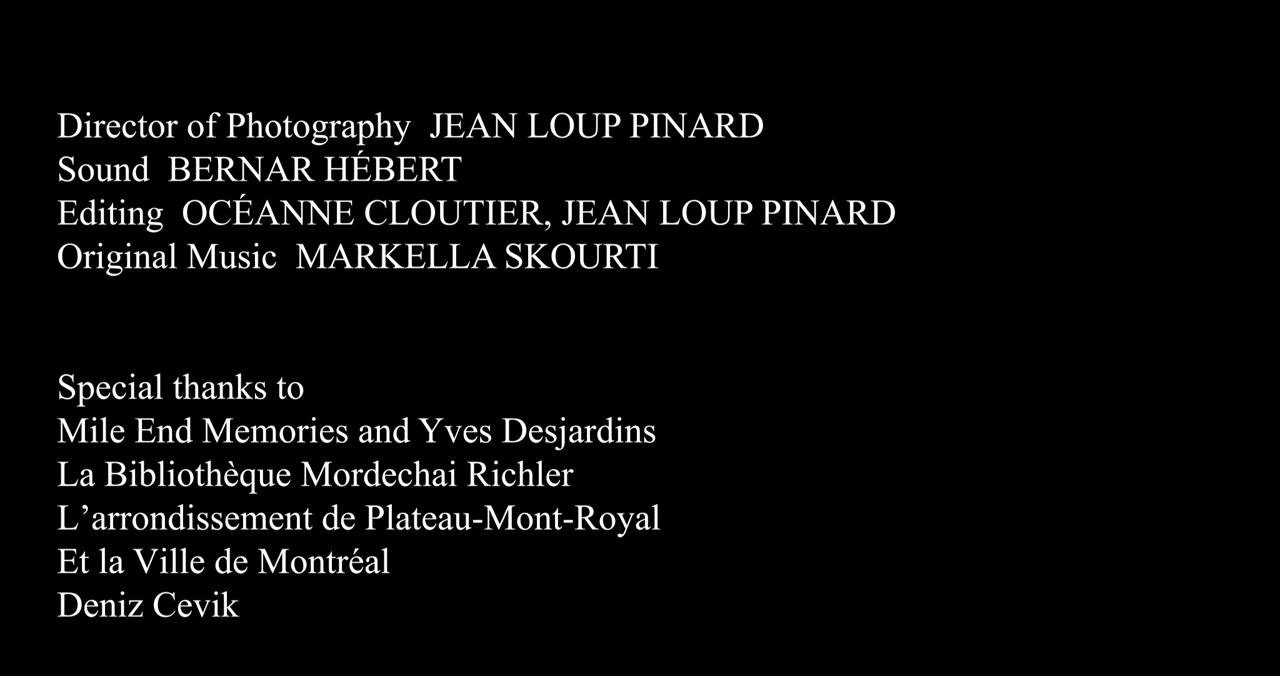 Director of Photography JEAN LOUP PINARD
Sound BERNAR HÉBERT
Editing OCÉANNE CLOUTIER, JEAN LOUP PINARD
Original Music MARKELLA SKOURTI
Special thanks to
Mile End Memories and Yves Desjardins
La Bibliothèque Mordechai Richler
L’arrondissement de Plateau-Mont-Royal
Et la Ville de Montréal
Deniz Cevik